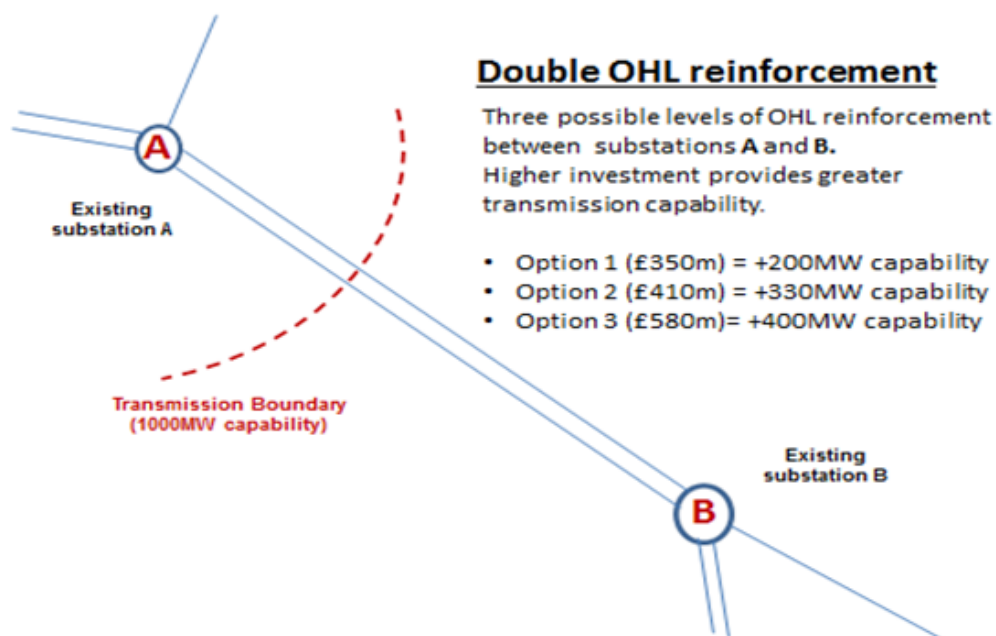 Double OHL reinforcement
Three possible levels of OHL reinforcement
between substations A and B.
Higher investment provides greater
transmission capability.
• Option 1 (£350m) = +200MW capability
• Option 2 (£410m) = +330MW capability
• Option 3 (£580m)= +400MW capability
A
Existing
substation A
Transmission Boundary
(1000MW capability)
Existing
substation B
B